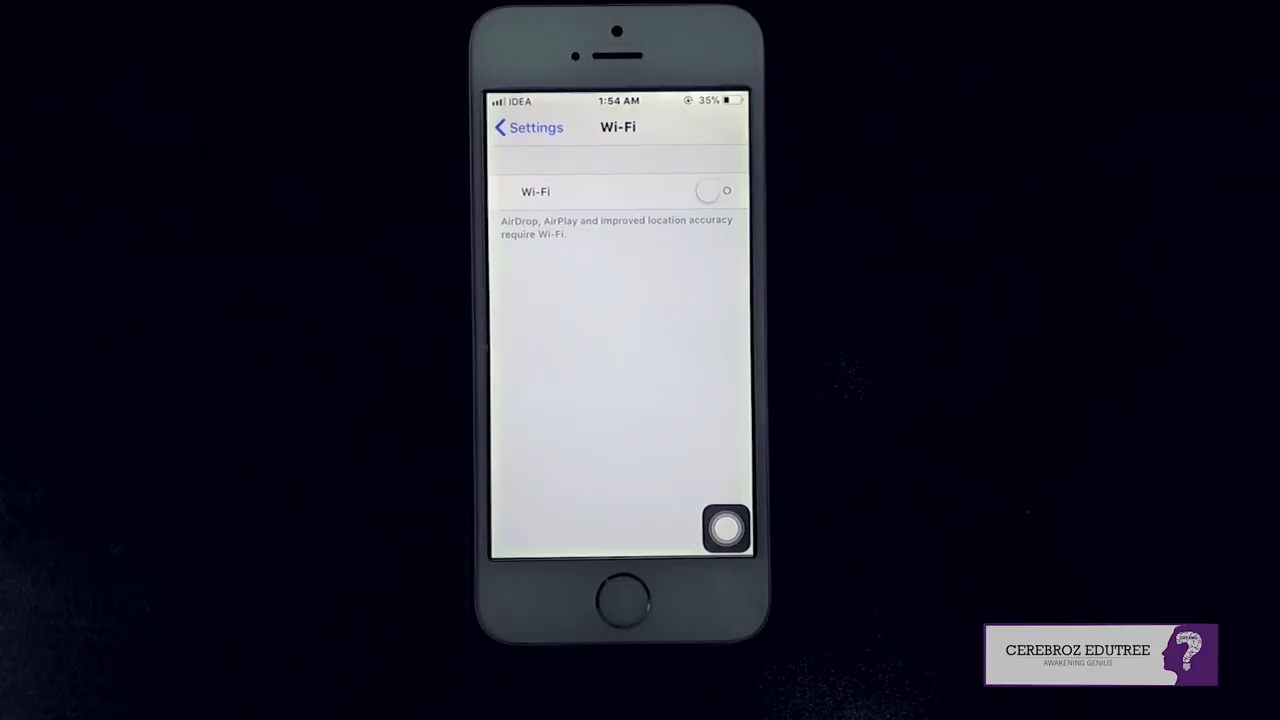 IDEA 1:54 AM 35%
Settings Wi-Fi
Wi-Fi
AirDrop, AirPlay and improved location accuracy
require Wi-Fi.
CEREBROZ EDUTREE
AWAKENING GENIUS